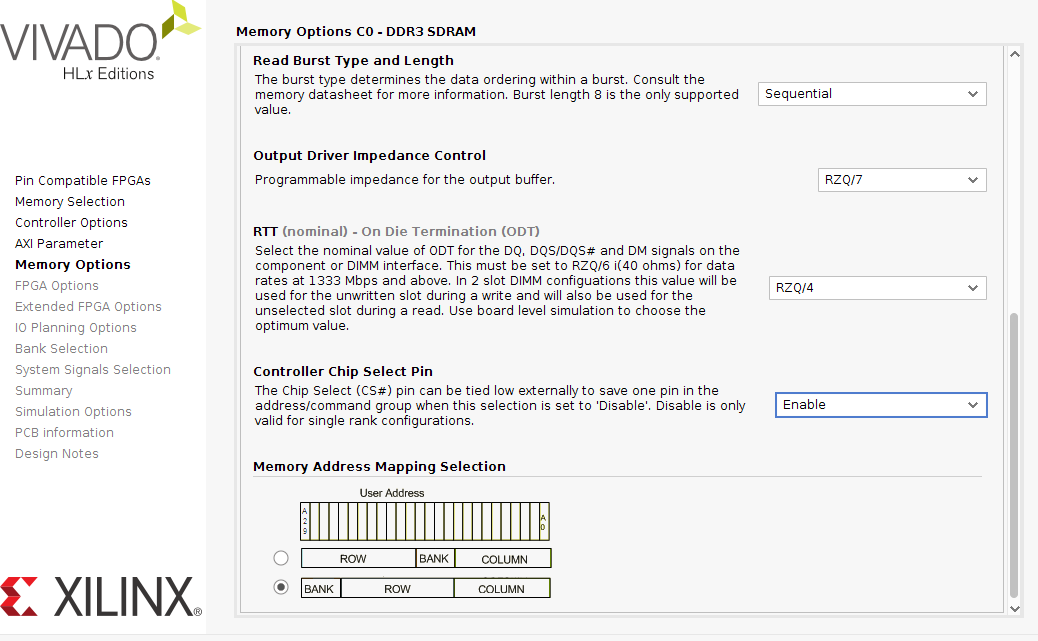 VIVADO.
HLx Editions
Pin Compatible FPGAs
Memory Selection
Controller Options
AXI Parameter
Memory Options
FPGA Options
Extended FPGA Options
IO Planning Options
Bank Selection
System Signals Selection
Summary
Simulation Options
PCB information
Design Notes
XILINX®
Memory Options C0 - DDR3 SDRAM
Read Burst Type and Length
The burst type determines the data ordering within a burst. Consult the
memory datasheet for more information. Burst length 8 is the only supported
value.
Sequential
Output Driver Impedance Control
Programmable impedance for the output buffer.
RZQ/7
RTT (nominal) - On Die Termination (ODT)
Select the nominal value of ODT for the DQ, DQS/DQS# and DM signals on the
component or DIMM interface. This must be set to RZQ/6 i(40 ohms) for data
rates at 1333 Mbps and above. In 2 slot DIMM configuations this value will be
used for the unwritten slot during a write and will also be used for the
unselected slot during a read. Use board level simulation to choose the
optimum value.
RZQ/4
Controller Chip Select Pin
The Chip Select (CS#) pin can be tied low externally to save one pin in the
address/command group when this selection is set to 'Disable'. Disable is only
valid for single rank configurations.
Enable
Memory Address Mapping Selection
User Address
A29 A0
ROW BANK COLUMN
BANK ROW COLUMN